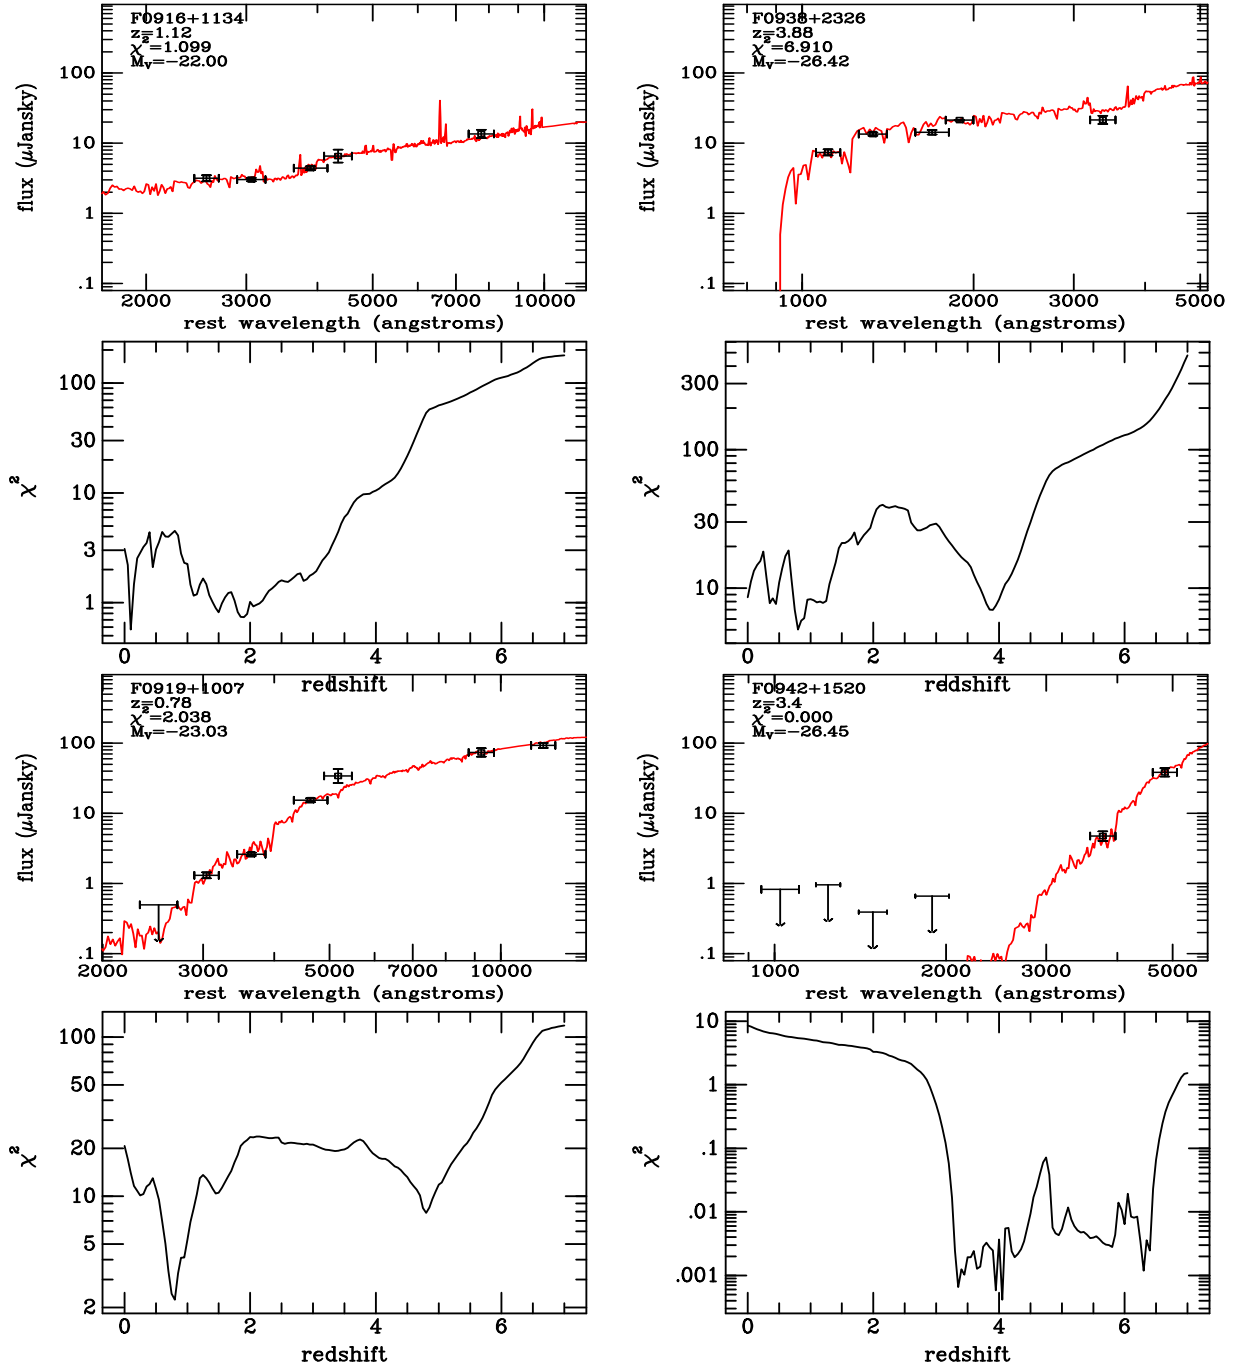 F0916+1134
z=1.12
χ²=1.099
M_V=−22.00
flux (μJansky)
100
10
1
.1
2000 3000 5000 7000 10000
rest wavelength (angstroms)
F0938+2326
z=3.88
χ²=6.910
M_V=−26.42
flux (μJansky)
100
10
1
.1
1000 2000 3000 5000
rest wavelength (angstroms)
χ²
100
30
10
3
1
0 2 4 6
redshift
χ²
300
100
30
10
0 2 4 6
redshift
F0919+1007
z=0.78
χ²=2.038
M_V=−23.03
flux (μJansky)
100
10
1
.1
2000 3000 5000 7000 10000
rest wavelength (angstroms)
F0942+1520
z=3.4
χ²=0.000
M_V=−26.45
flux (μJansky)
100
10
1
.1
1000 2000 3000 5000
rest wavelength (angstroms)
χ²
100
50
20
10
5
2
0 2 4 6
redshift
χ²
10
1
.1
.01
.001
0 2 4 6
redshift